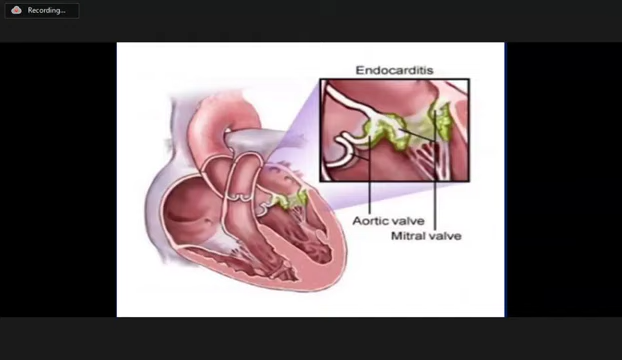 Recording...
Endocarditis
Aortic valve
Mitral valve